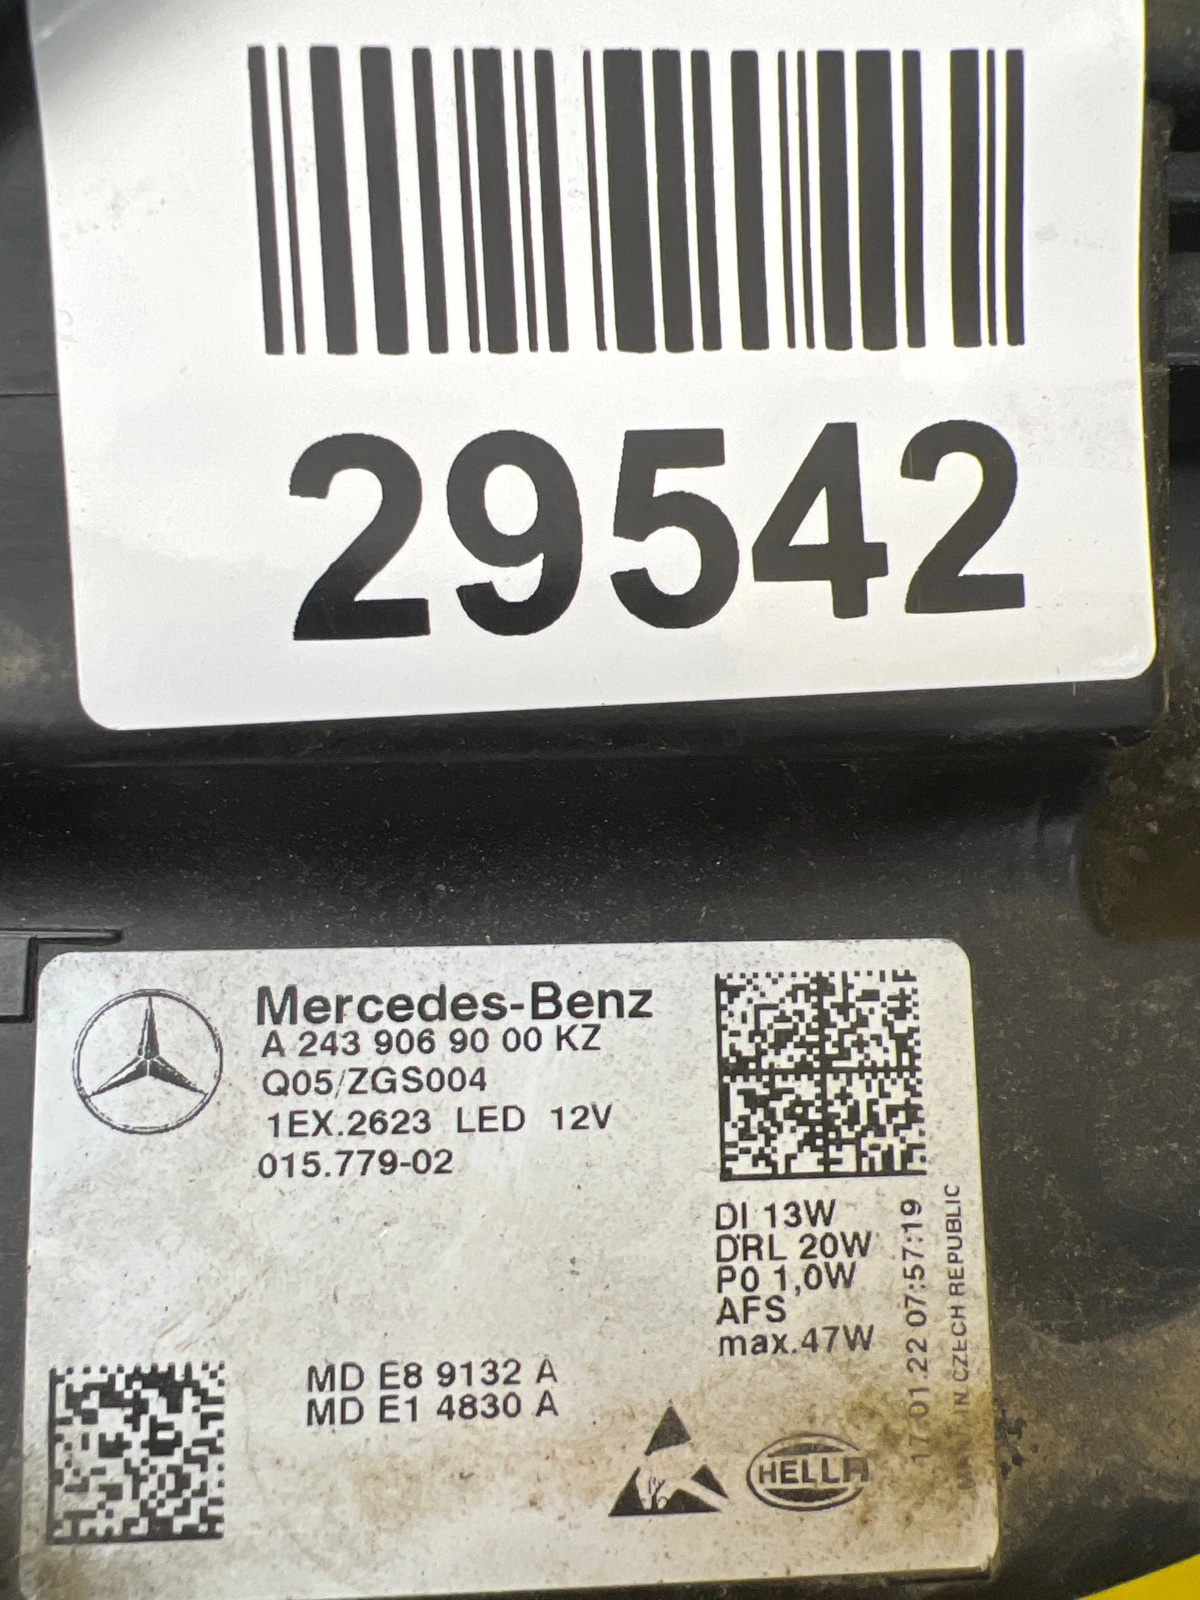 29542
Mercedes-Benz
A 243 906 90 00 KZ
Q05/ZGS004
1EX.2623 LED 12V
015.779-02
DI 13W
DRL 20W
PO 1,0W
AFS
max.47W
17.01.22 07:57:19
MADE IN CZECH REPUBLIC
MD E8 9132 A
MD E1 4830 A
HELLA